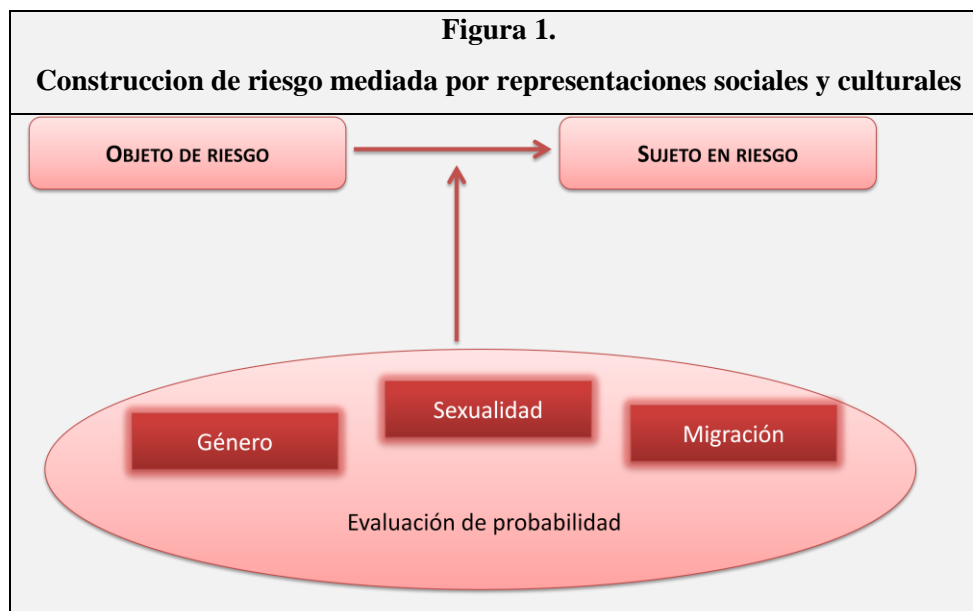 Figura 1.
Construccion de riesgo mediada por representaciones sociales y culturales
OBJETO DE RIESGO
SUJETO EN RIESGO
Género
Sexualidad
Migración
Evaluación de probabilidad